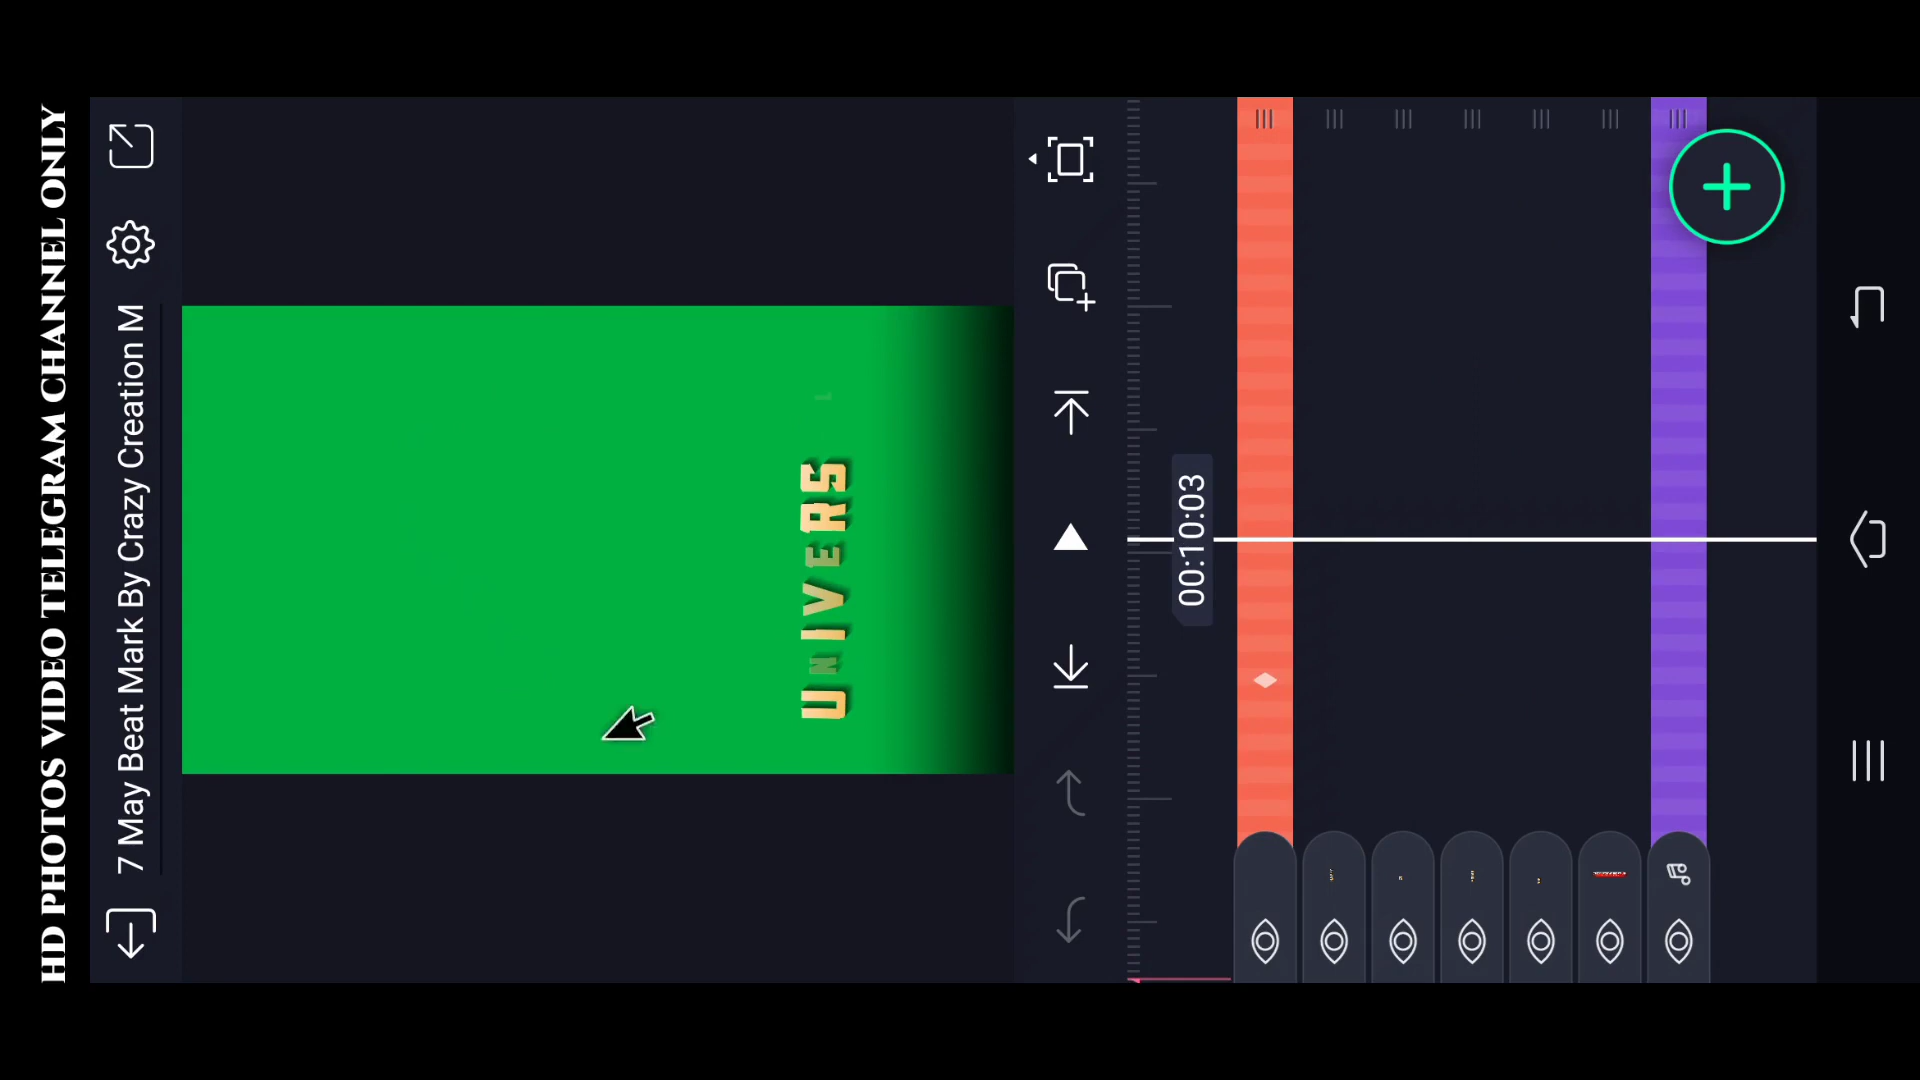 HD PHOTOS VIDEO TELEGRAM CHANNEL ONLY
7 May Beat Mark By Crazy Creation M
UNIVERS
00:10:03